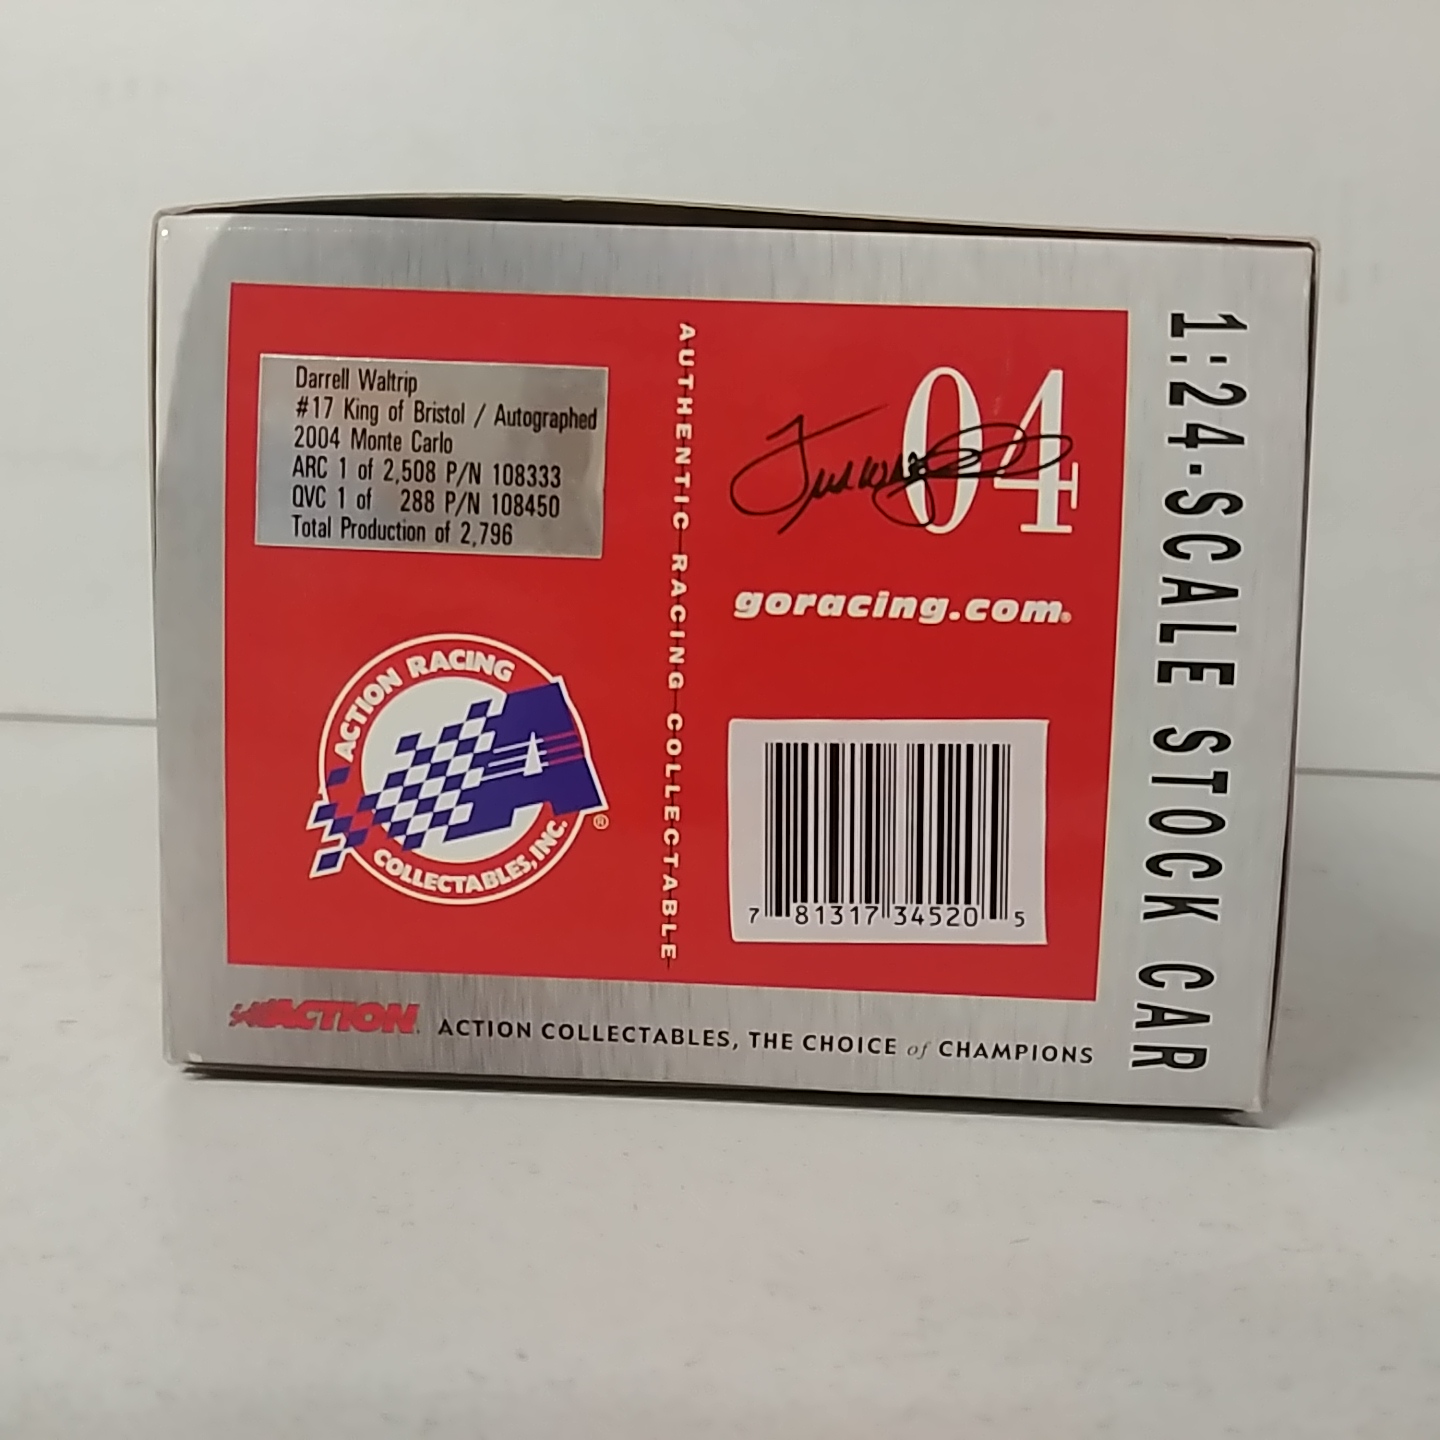 Darrell Waltrip
#17 King of Bristol / Autographed
2004 Monte Carlo
ARC 1 of 2,508 P/N 108333
QVC 1 of 288 P/N 108450
Total Production of 2,796
ACTION RACING
COLLECTABLES, INC.
®
AUTHENTIC RACING COLLECTABLE
04
goracing.com®
7 81317 34520 5
1:24-SCALE STOCK CAR
ACTION
ACTION COLLECTABLES, THE CHOICE of CHAMPIONS